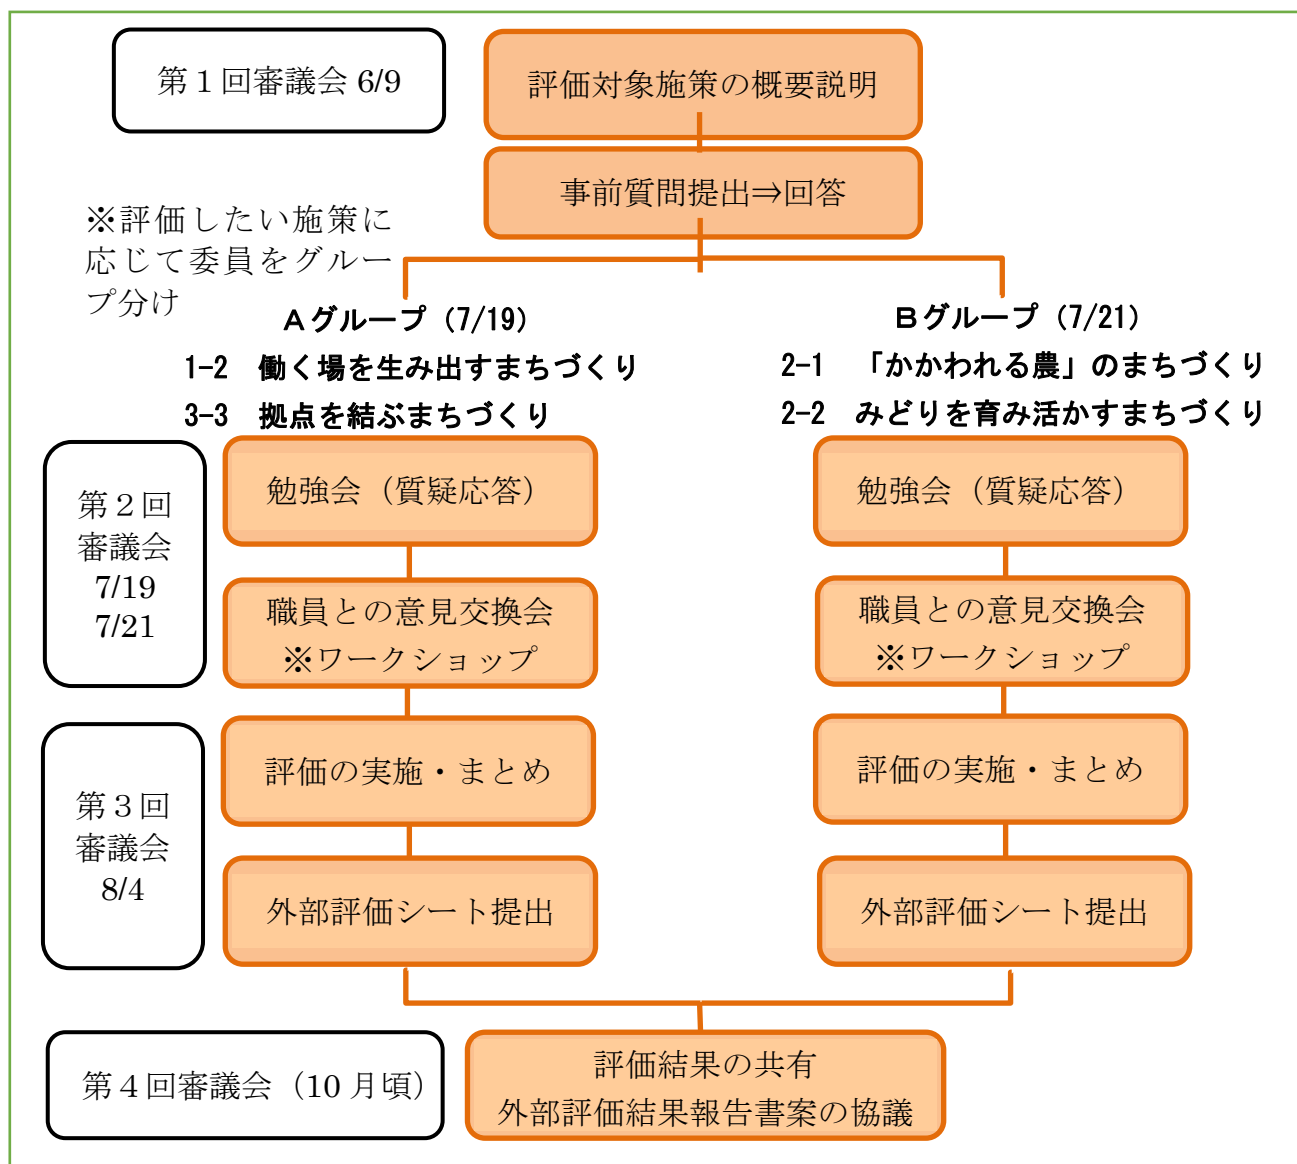 第１回審議会 6/9
評価対象施策の概要説明
事前質問提出⇒回答
※評価したい施策に
応じて委員をグルー
プ分け
Ａグループ（7/19）
1-2　働く場を生み出すまちづくり
3-3　拠点を結ぶまちづくり
Ｂグループ（7/21）
2-1　「かかわれる農」のまちづくり
2-2　みどりを育み活かすまちづくり
第２回
審議会
7/19
7/21
勉強会（質疑応答）
職員との意見交換会
※ワークショップ
勉強会（質疑応答）
職員との意見交換会
※ワークショップ
第３回
審議会
8/4
評価の実施・まとめ
外部評価シート提出
評価の実施・まとめ
外部評価シート提出
第４回審議会（10 月頃）
評価結果の共有
外部評価結果報告書案の協議